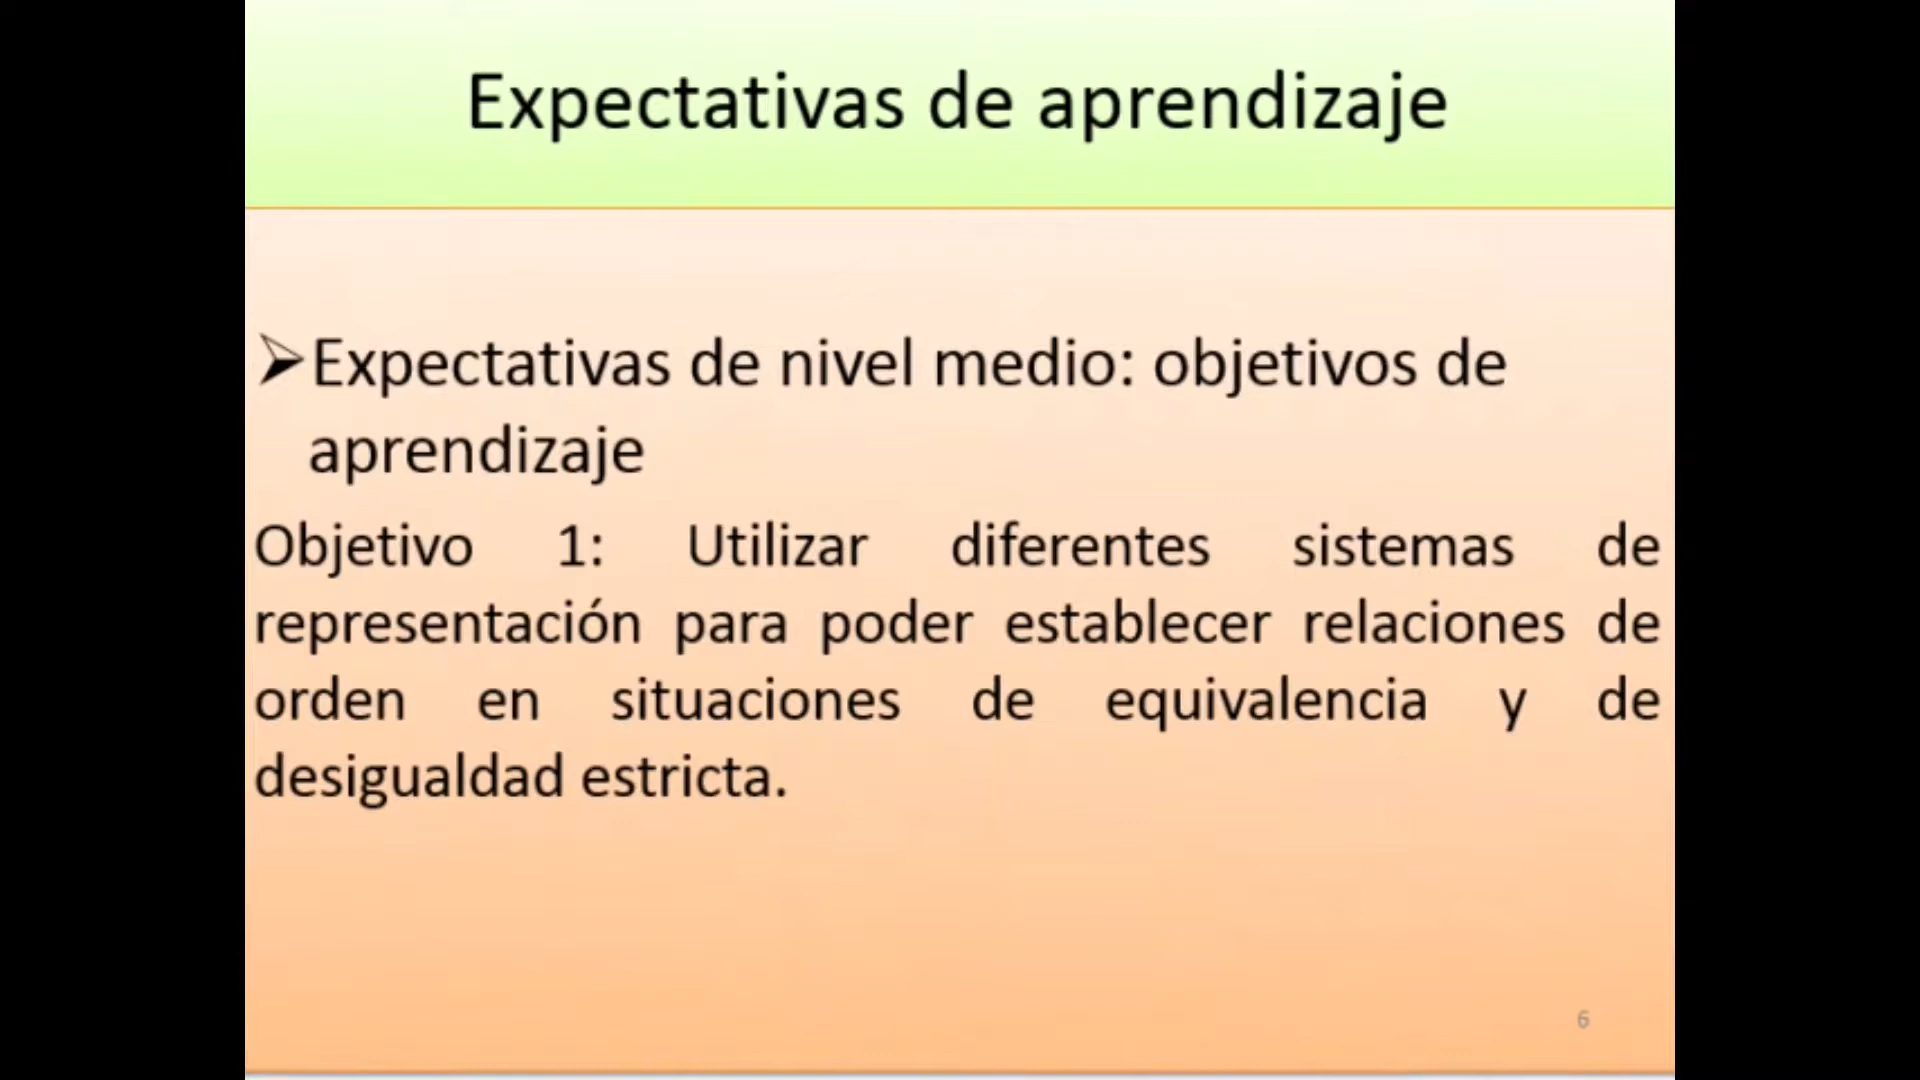 Expectativas de aprendizaje
➢Expectativas de nivel medio: objetivos de
aprendizaje
Objetivo 1: Utilizar diferentes sistemas de
representación para poder establecer relaciones de
orden en situaciones de equivalencia y de
desigualdad estricta.
6